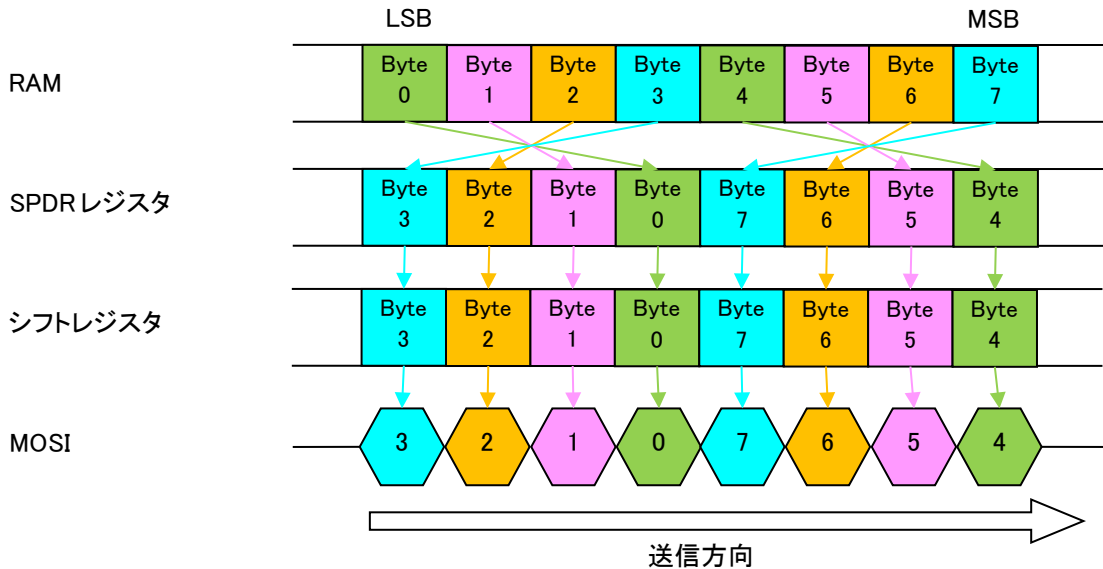 LSB MSB
RAM Byte Byte Byte Byte Byte Byte Byte Byte
0 1 2 3 4 5 6 7
SPDRレジスタ Byte Byte Byte Byte Byte Byte Byte Byte
3 2 1 0 7 6 5 4
シフトレジスタ Byte Byte Byte Byte Byte Byte Byte Byte
3 2 1 0 7 6 5 4
MOSI 3 2 1 0 7 6 5 4
送信方向